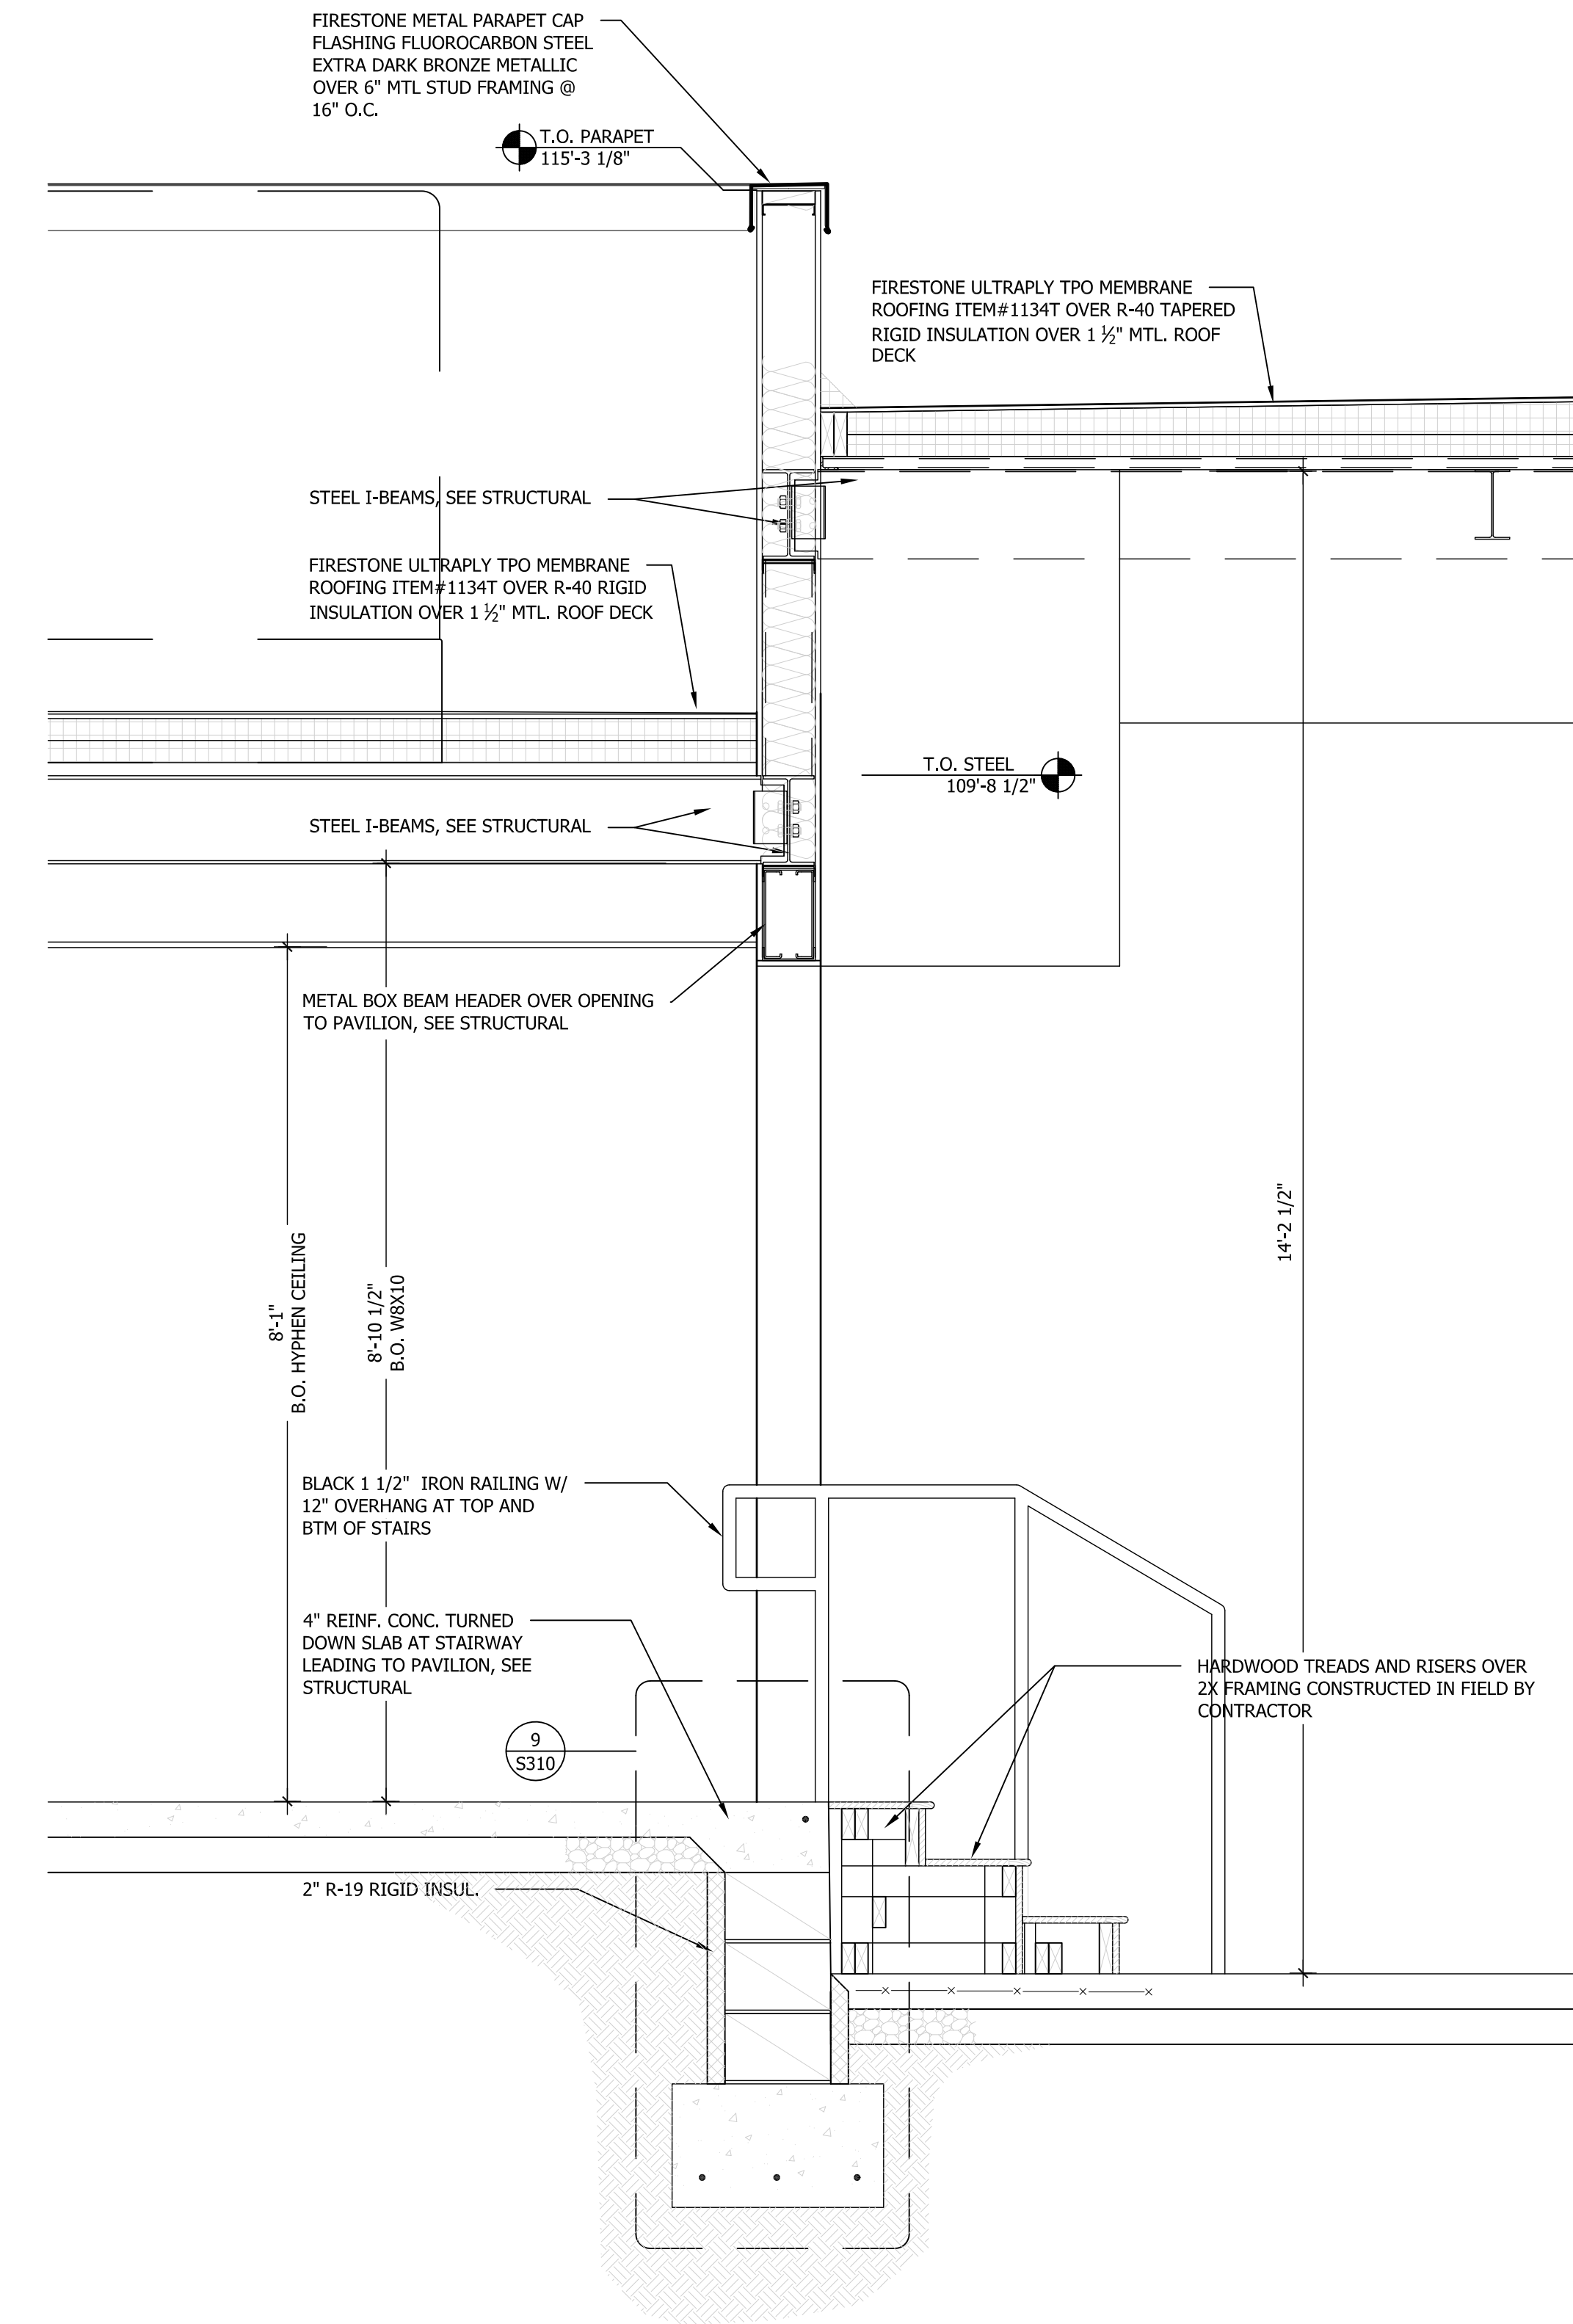 FIRESTONE METAL PARAPET CAP
FLASHING FLUOROCARBON STEEL
EXTRA DARK BRONZE METALLIC
OVER 6" MTL STUD FRAMING @
16" O.C.
T.O. PARAPET
115'-3 1/8"
FIRESTONE ULTRAPLY TPO MEMBRANE
ROOFING ITEM#1134T OVER R-40 TAPERED
RIGID INSULATION OVER 1 ½" MTL. ROOF
DECK
STEEL I-BEAMS, SEE STRUCTURAL
FIRESTONE ULTRAPLY TPO MEMBRANE
ROOFING ITEM#1134T OVER R-40 RIGID
INSULATION OVER 1 ½" MTL. ROOF DECK
T.O. STEEL
109'-8 1/2"
STEEL I-BEAMS, SEE STRUCTURAL
METAL BOX BEAM HEADER OVER OPENING
TO PAVILION, SEE STRUCTURAL
8'-1"
B.O. HYPHEN CEILING
8'-10 1/2"
B.O. W8X10
14'-2 1/2"
BLACK 1 1/2" IRON RAILING W/
12" OVERHANG AT TOP AND
BTM OF STAIRS
4" REINF. CONC. TURNED
DOWN SLAB AT STAIRWAY
LEADING TO PAVILION, SEE
STRUCTURAL
HARDWOOD TREADS AND RISERS OVER
2X FRAMING CONSTRUCTED IN FIELD BY
CONTRACTOR
9
S310
2" R-19 RIGID INSUL.